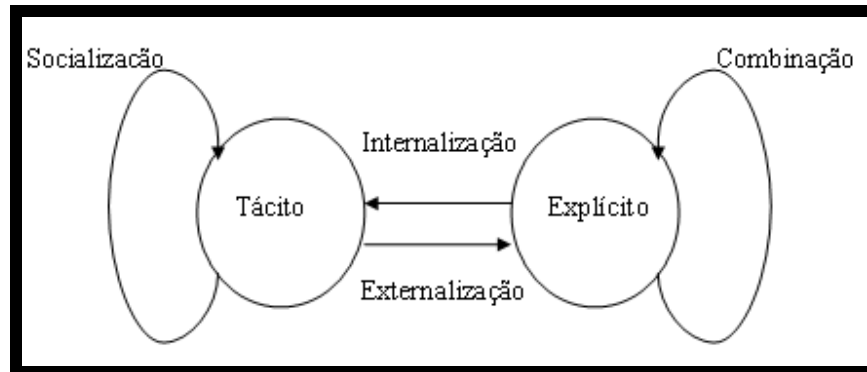 Socialização
Combinação
Internalização
Tácito
Explícito
Externalização